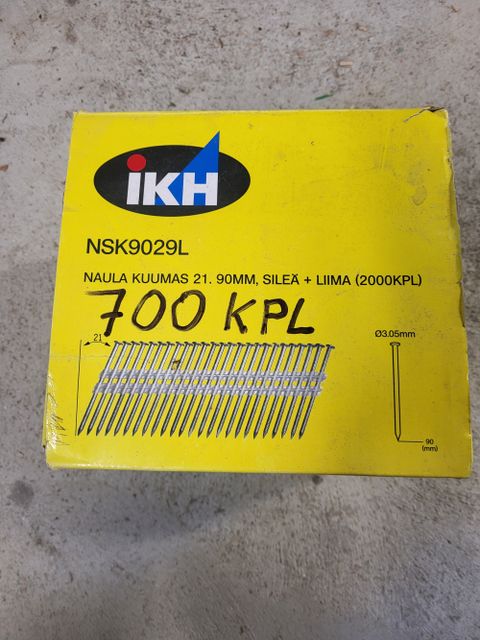 iKH
NSK9029L
NAULA KUUMAS 21. 90MM, SILEÄ + LIIMA (2000KPL)
700 KPL
21
Ø3.05mm
90
(mm)